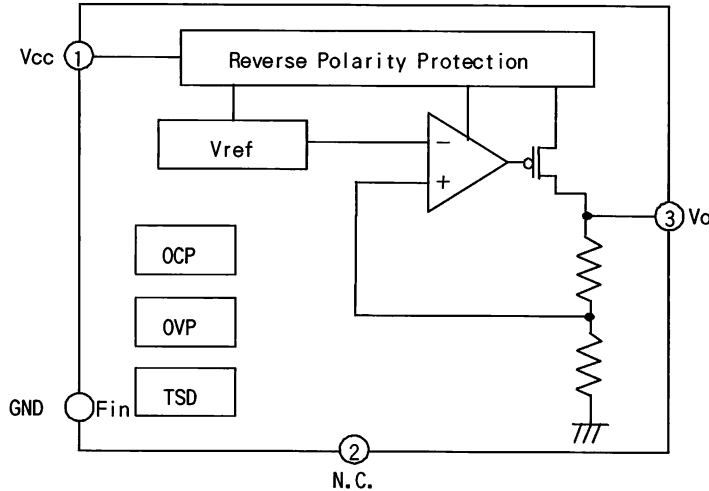 Reverse Polarity Protection
Vcc 1
Vref
−
+
3 Vo
OCP
OVP
TSD
GND Fin
2
N.C.